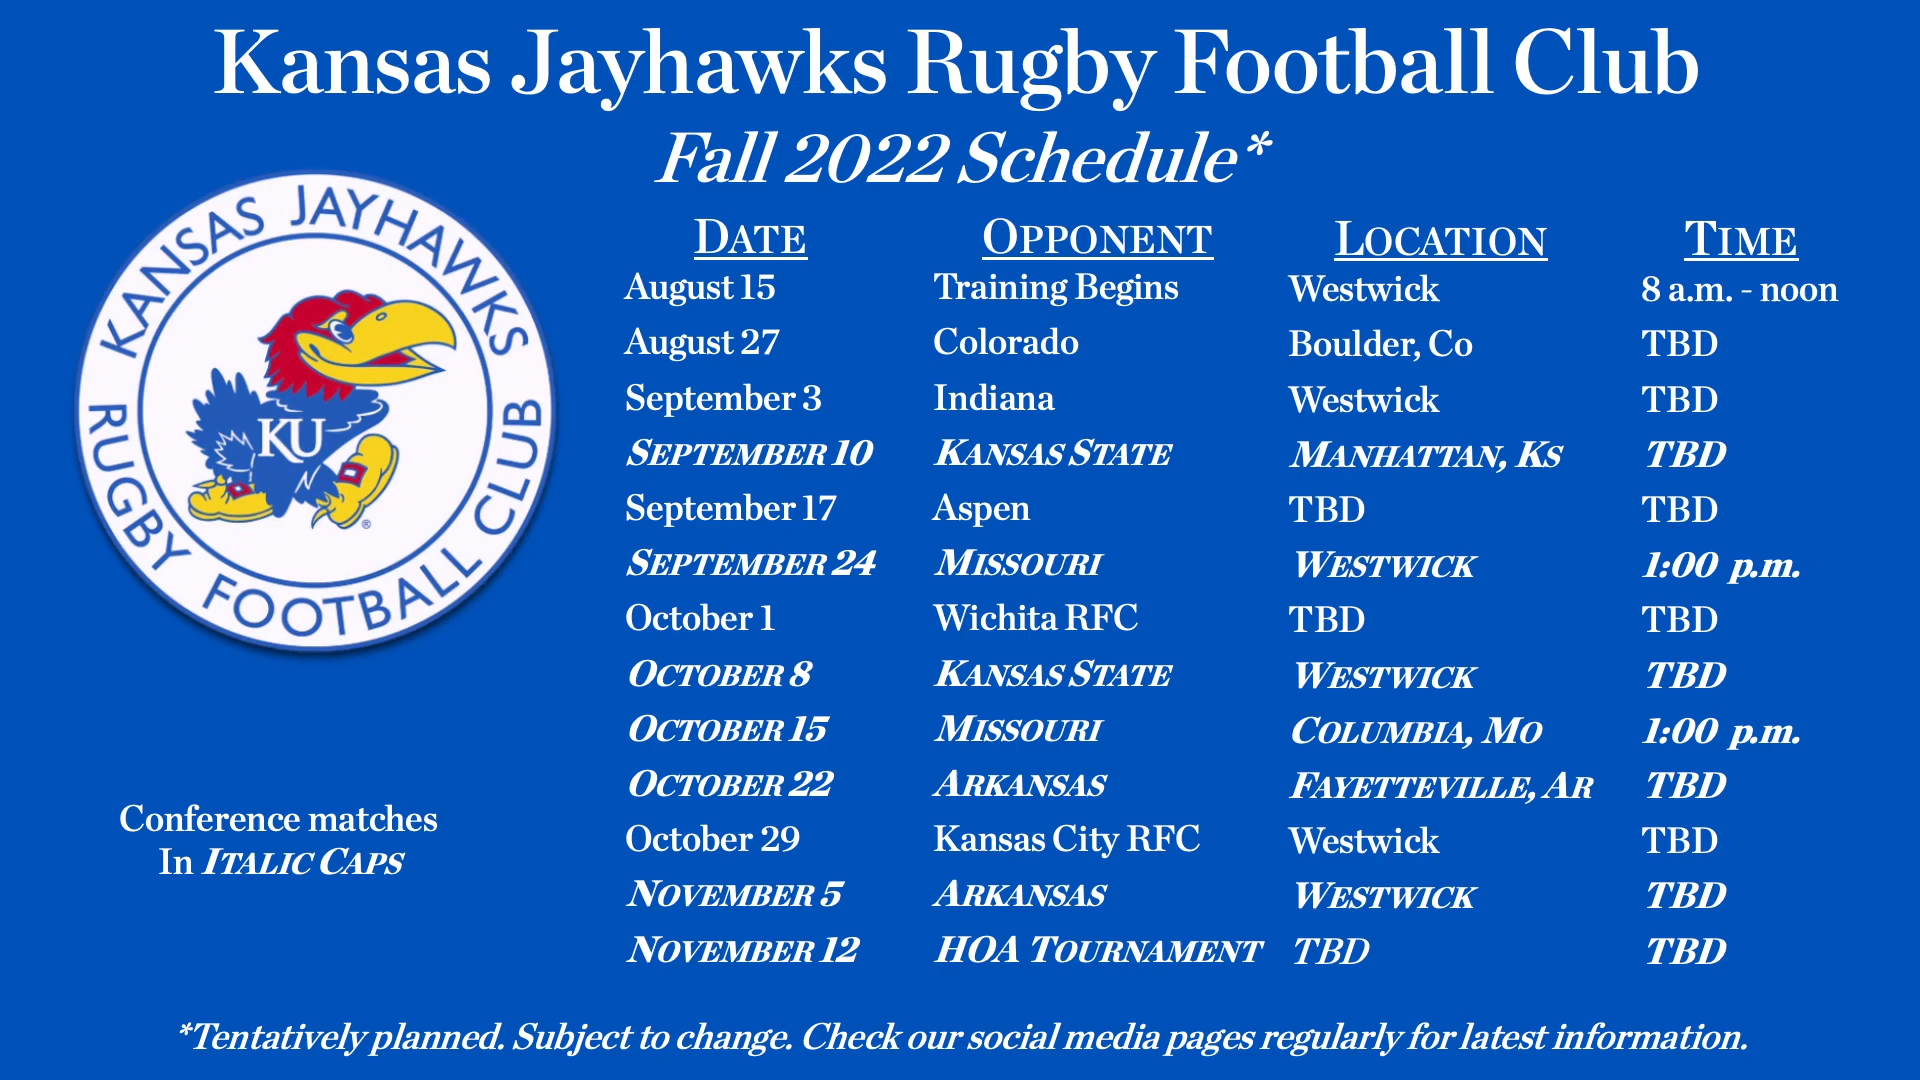 Kansas Jayhawks Rugby Football Club
Fall 2022 Schedule*
KANSAS JAYHAWKS
RUGBY FOOTBALL CLUB
KU
®
DATE OPPONENT LOCATION TIME
August 15 Training Begins Westwick 8 a.m. - noon
August 27 Colorado Boulder, Co TBD
September 3 Indiana Westwick TBD
SEPTEMBER 10 KANSAS STATE MANHATTAN, KS TBD
September 17 Aspen TBD TBD
SEPTEMBER 24 MISSOURI WESTWICK 1:00 p.m.
October 1 Wichita RFC TBD TBD
OCTOBER 8 KANSAS STATE WESTWICK TBD
OCTOBER 15 MISSOURI COLUMBIA, MO 1:00 p.m.
OCTOBER 22 ARKANSAS FAYETTEVILLE, AR TBD
October 29 Kansas City RFC Westwick TBD
NOVEMBER 5 ARKANSAS WESTWICK TBD
NOVEMBER 12 HOA TOURNAMENT TBD TBD
Conference matches
In ITALIC CAPS
*Tentatively planned. Subject to change. Check our social media pages regularly for latest information.